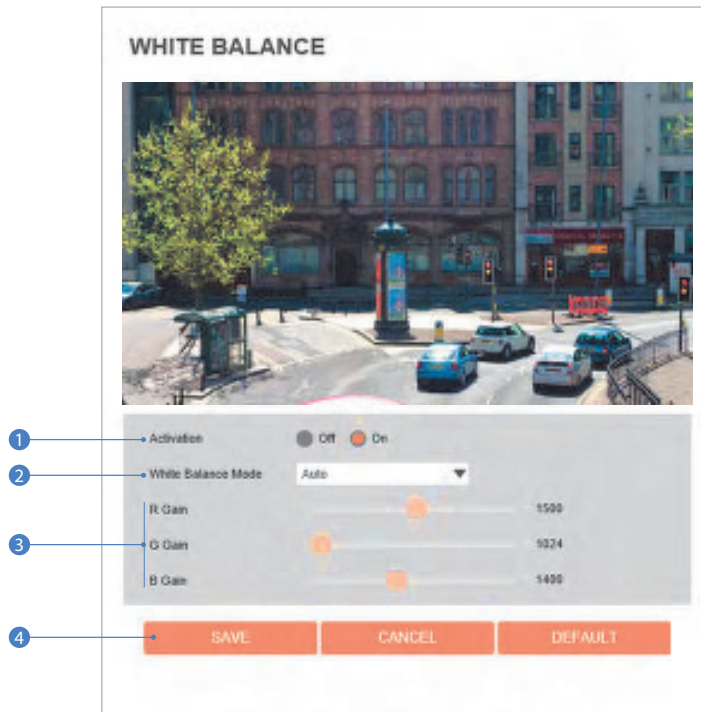 WHITE BALANCE
1 Activation Off On
2 White Balance Mode Auto
R Gain 1500
3 G Gain 1024
B Gain 1400
4 SAVE CANCEL DEFAULT